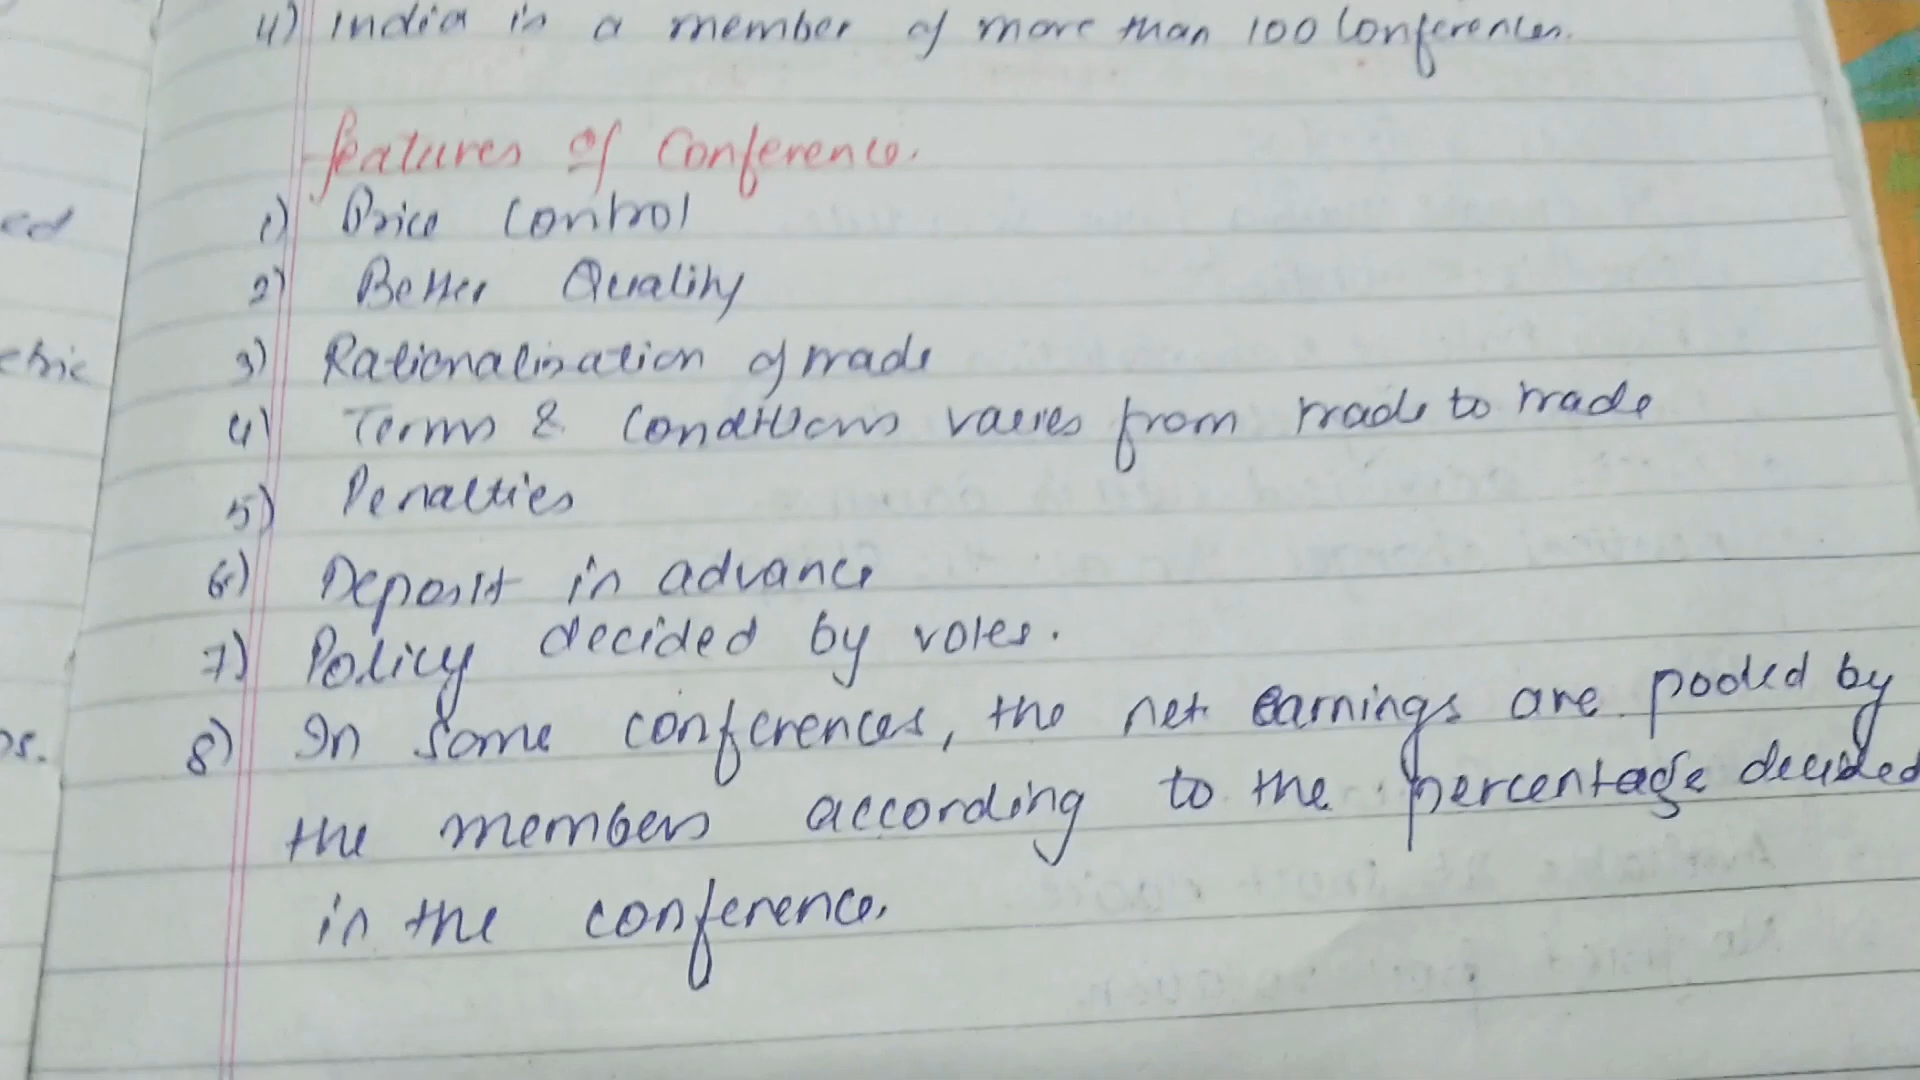 4) India is a member of more than 100 Conferences.
Features of Conference.
1) Price Control
2) Better Quality
ed
3) Rationalisation of trade
etric
4) Terms & Conditions varies from trade to trade
5) Penalties
6) Deposit in advance
7) Policy decided by votes.
8) In some conferences, the net earnings are pooled by
the members according to the percentage decided
in the conference.